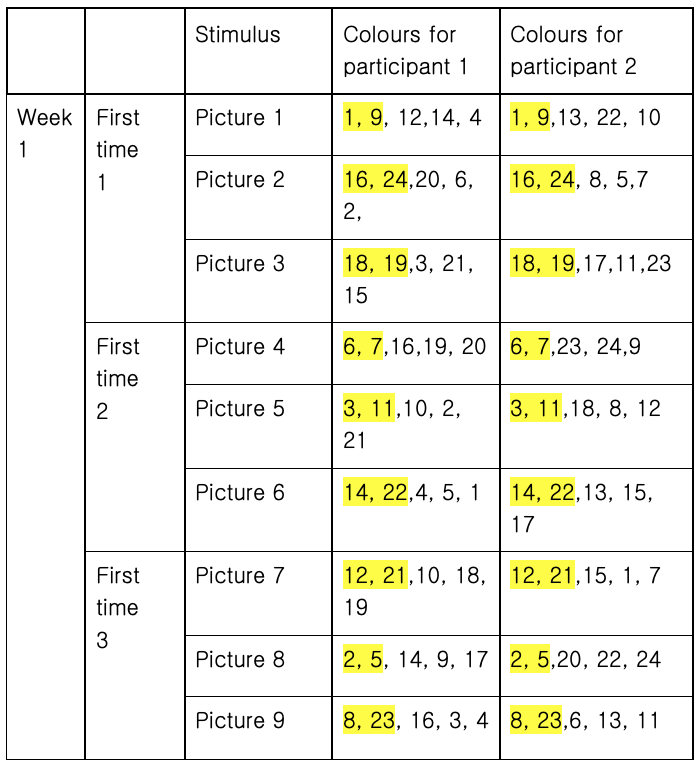 Stimulus
Colours for
participant 1
Colours for
participant 2
Week
1
First
time
1
Picture 1
1, 9, 12,14, 4
1, 9,13, 22, 10
Picture 2
16, 24,20, 6,
2,
16, 24, 8, 5,7
Picture 3
18, 19,3, 21,
15
18, 19,17,11,23
First
time
2
Picture 4
6, 7,16,19, 20
6, 7,23, 24,9
Picture 5
3, 11,10, 2,
21
3, 11,18, 8, 12
Picture 6
14, 22,4, 5, 1
14, 22,13, 15,
17
First
time
3
Picture 7
12, 21,10, 18,
19
12, 21,15, 1, 7
Picture 8
2, 5, 14, 9, 17
2, 5,20, 22, 24
Picture 9
8, 23, 16, 3, 4
8, 23,6, 13, 11